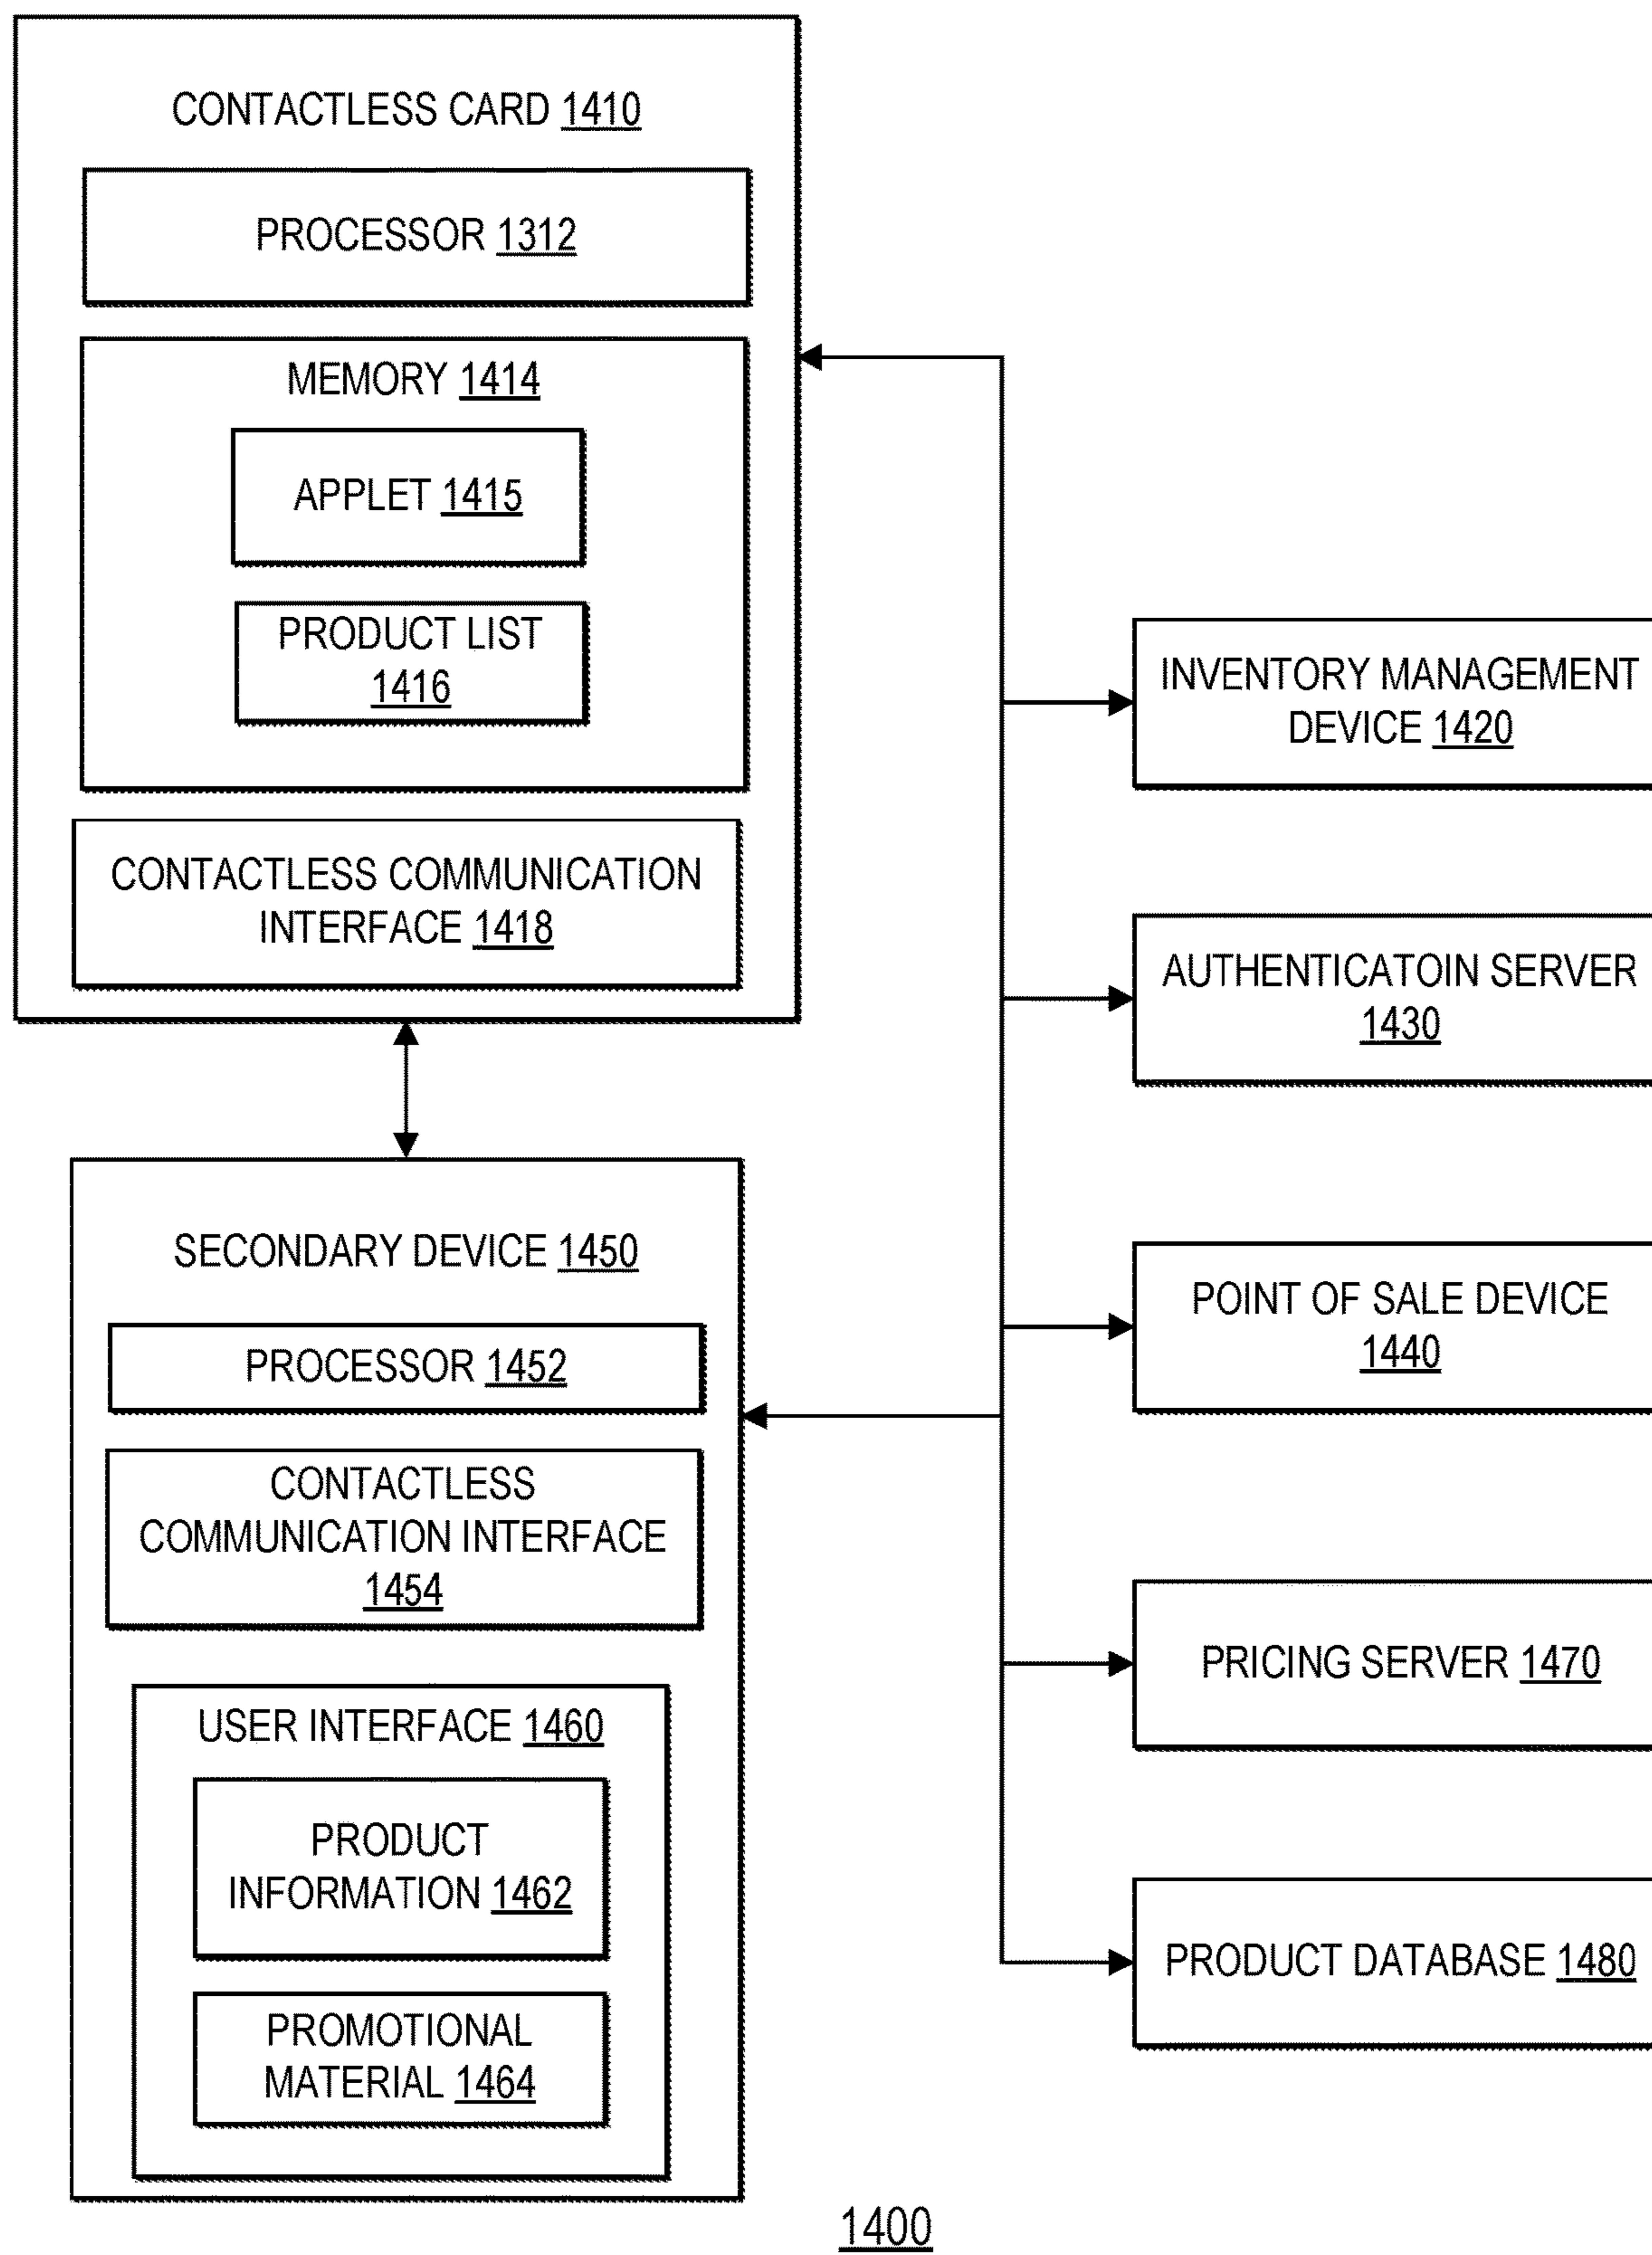 CONTACTLESS CARD 1410
PROCESSOR 1312
MEMORY 1414
APPLET 1415
PRODUCT LIST
1416
CONTACTLESS COMMUNICATION
INTERFACE 1418
SECONDARY DEVICE 1450
PROCESSOR 1452
CONTACTLESS
COMMUNICATION INTERFACE
1454
USER INTERFACE 1460
PRODUCT
INFORMATION 1462
PROMOTIONAL
MATERIAL 1464
INVENTORY MANAGEMENT
DEVICE 1420
AUTHENTICATOIN SERVER
1430
POINT OF SALE DEVICE
1440
PRICING SERVER 1470
PRODUCT DATABASE 1480
1400